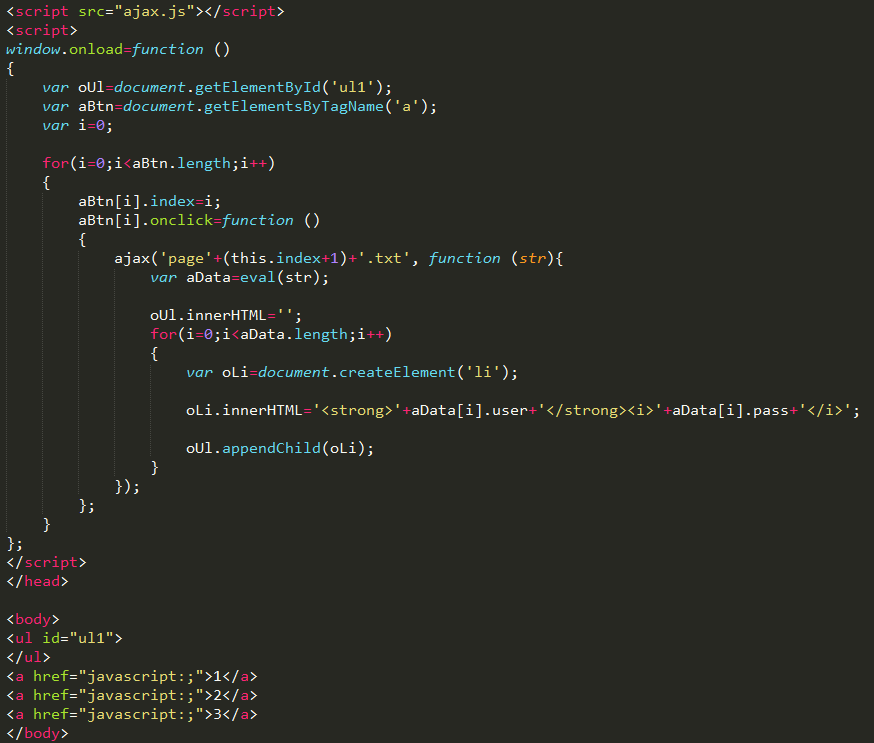 <script src="ajax.js"></script>
<script>
window.onload=function ()
{
    var oUl=document.getElementById('ul1');
    var aBtn=document.getElementsByTagName('a');
    var i=0;

    for(i=0;i<aBtn.length;i++)
    {
        aBtn[i].index=i;
        aBtn[i].onclick=function ()
        {
            ajax('page'+(this.index+1)+'.txt', function (str){
                var aData=eval(str);

                oUl.innerHTML='';
                for(i=0;i<aData.length;i++)
                {
                    var oLi=document.createElement('li');

                    oLi.innerHTML='<strong>'+aData[i].user+'</strong><i>'+aData[i].pass+'</i>';

                    oUl.appendChild(oLi);
                }
            });
        };
    }
};
</script>
</head>

<body>
<ul id="ul1">
</ul>
<a href="javascript:;">1</a>
<a href="javascript:;">2</a>
<a href="javascript:;">3</a>
</body>